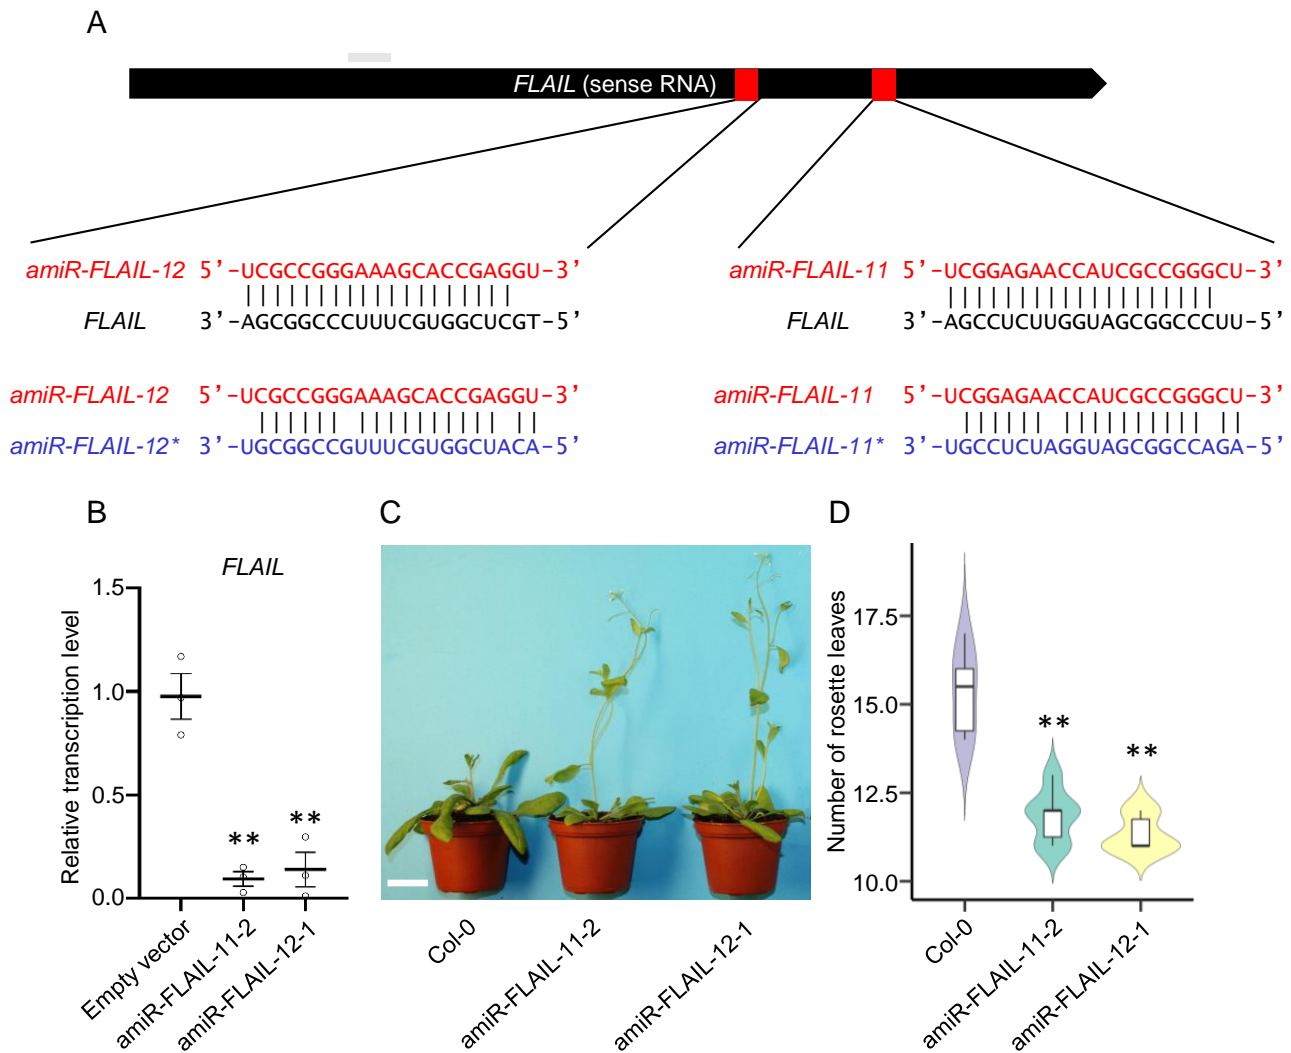 A
FLAIL (sense RNA)
amiR-FLAIL-12 5’-UCGCCGGGAAAGCACCGAGGU-3’
FLAIL 3’-AGCGGCCCUUUCGUGGCUCGT-5’
amiR-FLAIL-12 5’-UCGCCGGGAAAGCACCGAGGU-3’
amiR-FLAIL-12* 3’-UGCGGCCGUUUCGUGGCUACA-5’
amiR-FLAIL-11 5’-UCGGAGAACCAUCGCCGGGCU-3’
FLAIL 3’-AGCCUCUUGGUAGCGGCCCUU-5’
amiR-FLAIL-11 5’-UCGGAGAACCAUCGCCGGGCU-3’
amiR-FLAIL-11* 3’-UGCCUCUAGGUAGCGGCCAGA-5’
B
FLAIL
Relative transcription level
1.5
1.0
0.5
0.0
**
**
Empty vector
amiR-FLAIL-11-2
amiR-FLAIL-12-1
C
Col-0
amiR-FLAIL-11-2
amiR-FLAIL-12-1
D
Number of rosette leaves
17.5
15.0
12.5
10.0
**
**
Col-0
amiR-FLAIL-11-2
amiR-FLAIL-12-1